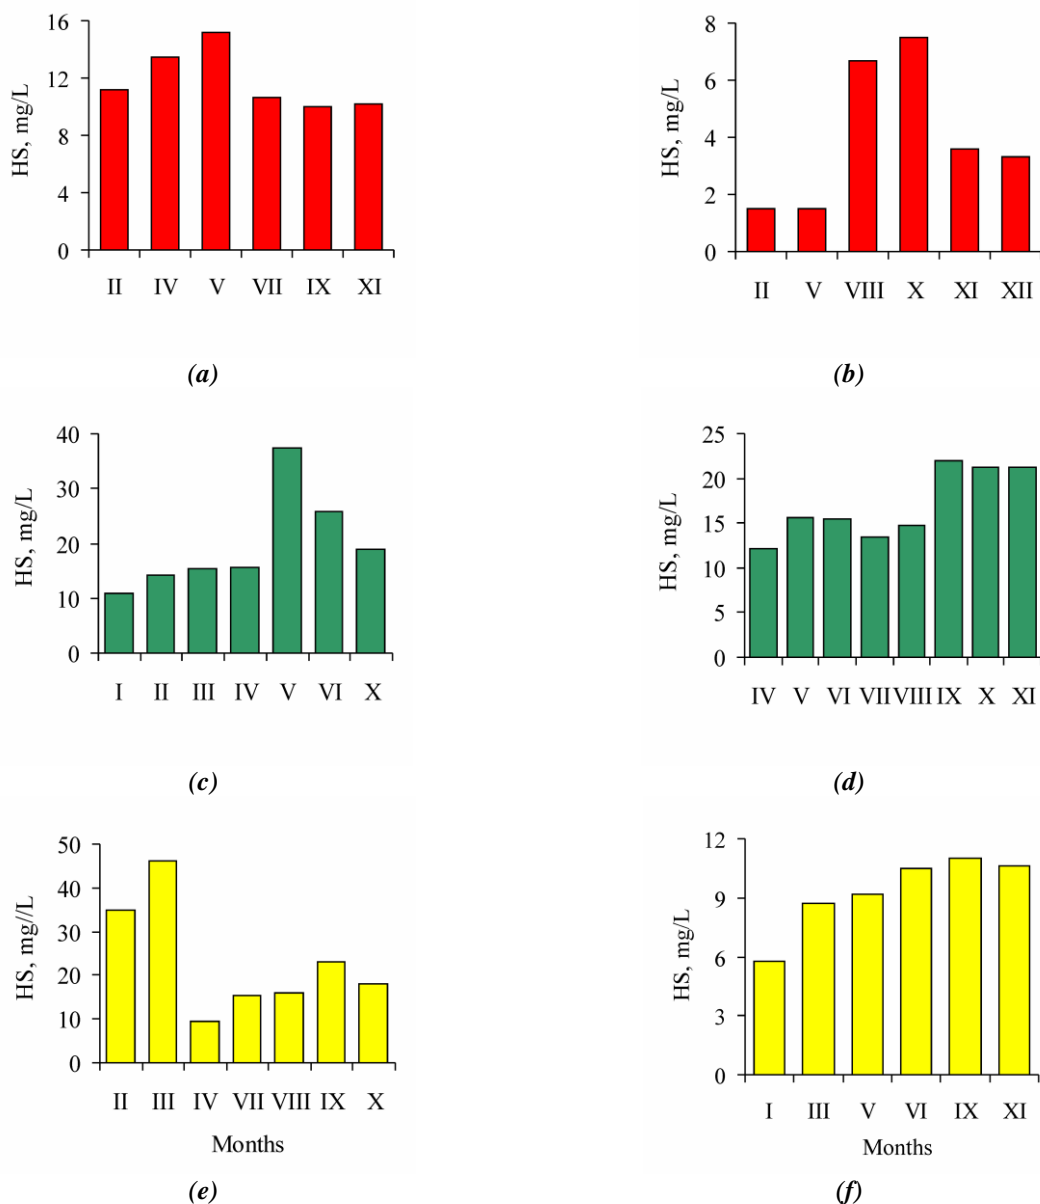 16
12
8
4
0
HS, mg/L
II IV V VII IX XI
(a)
8
6
4
2
0
HS, mg/L
II V VIII X XI XII
(b)
40
30
20
10
0
HS, mg/L
I II III IV V VI X
(c)
25
20
15
10
5
0
HS, mg/L
IV V VI VII VIII IX X XI
(d)
50
40
30
20
10
0
HS, mg//L
II III IV VII VIII IX X
Months
(e)
12
9
6
3
0
HS, mg/L
I III V VI IX XI
Months
(f)